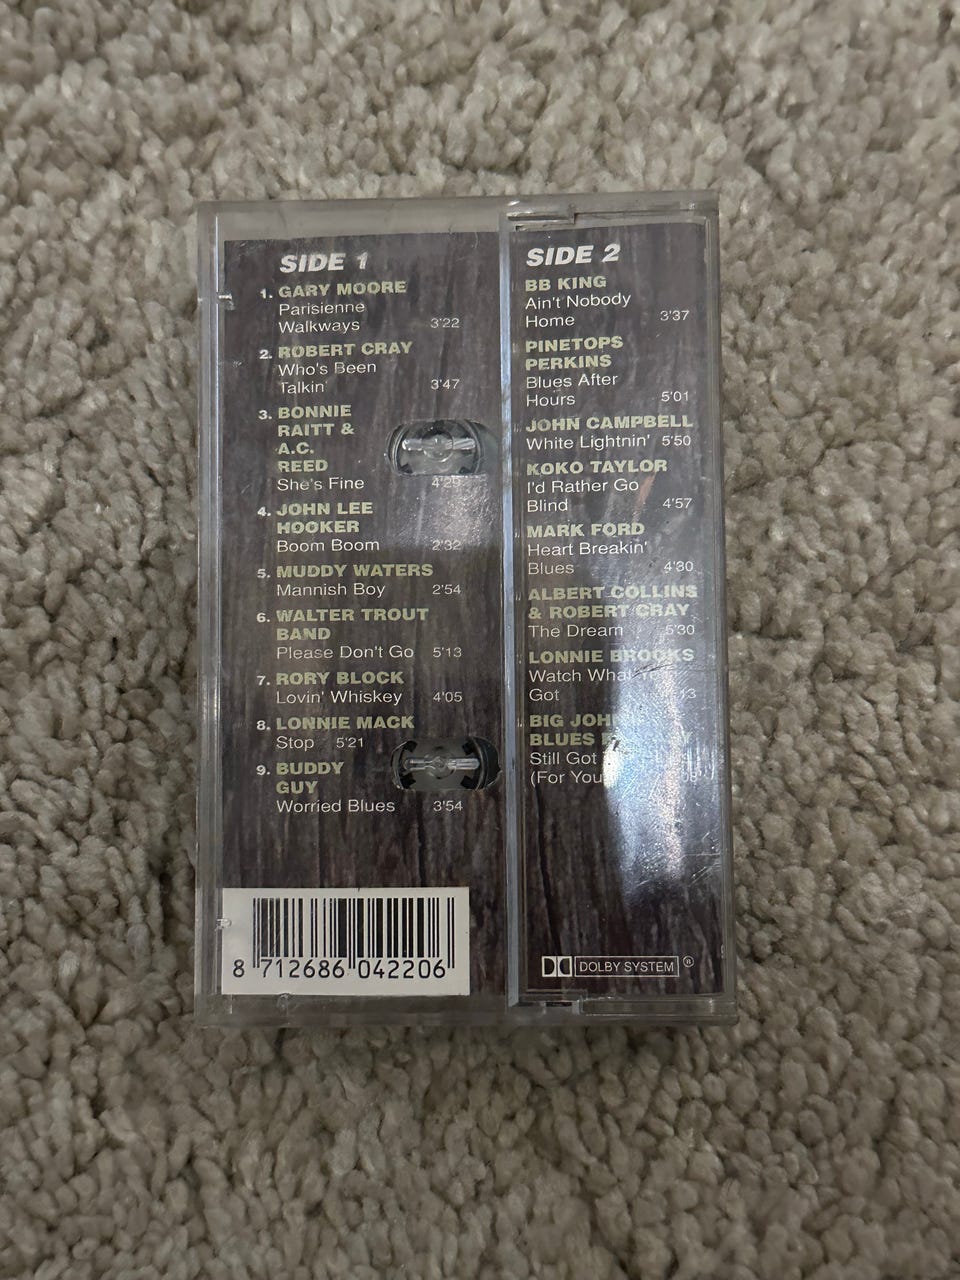 SIDE 1
1. GARY MOORE
Parisienne
Walkways 3'22
2. ROBERT CRAY
Who's Been
Talkin' 3'47
3. BONNIE
RAITT &
A.C.
REED
She's Fine
4. JOHN LEE
HOOKER
Boom Boom 2'32
5. MUDDY WATERS
Mannish Boy 2'54
6. WALTER TROUT
BAND
Please Don't Go 5'13
7. RORY BLOCK
Lovin' Whiskey 4'05
8. LONNIE MACK
Stop 5'21
9. BUDDY
GUY
Worried Blues 3'54
8 712686 042206
SIDE 2
BB KING
Ain't Nobody
Home 3'37
PINETOPS
PERKINS
Blues After
Hours 5'01
JOHN CAMPBELL
White Lightnin' 5'50
KOKO TAYLOR
I'd Rather Go
Blind 4'57
MARK FORD
Heart Breakin'
Blues 4'30
ALBERT COLLINS
& ROBERT CRAY
The Dream 5'30
LONNIE BROOKS
Watch
Got
BIG
BLUES
Still Got
(For
DOLBY SYSTEM ®